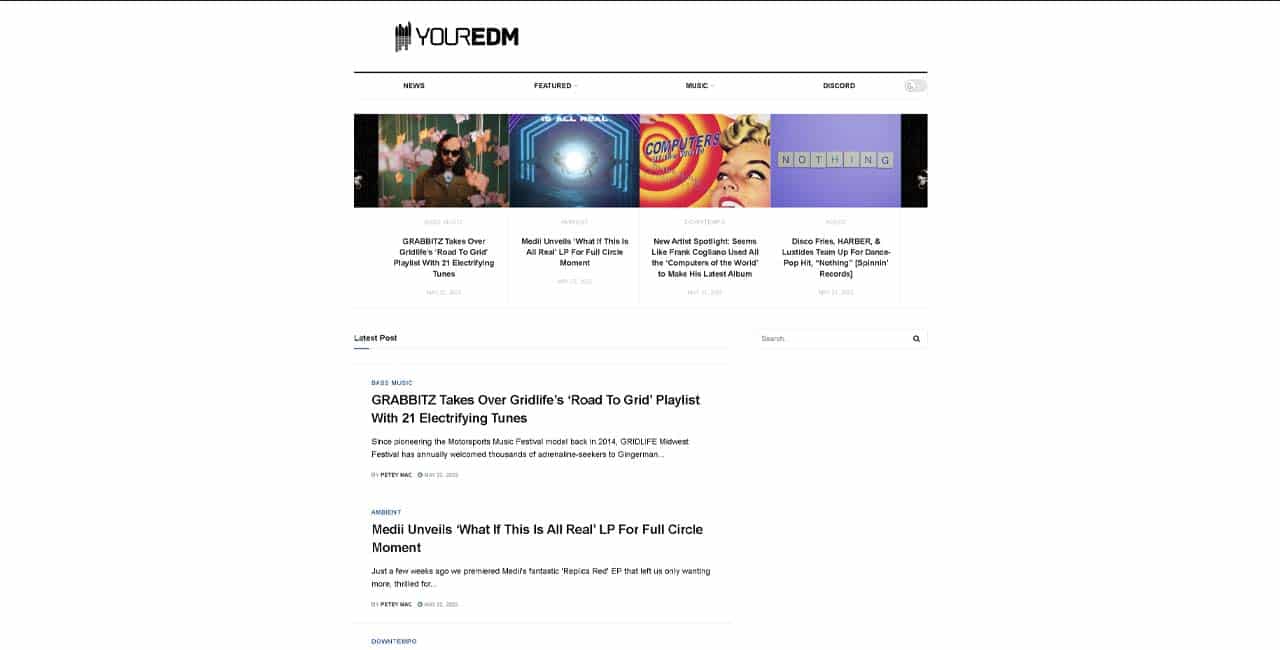 YOUREDM
NEWS
FEATURED
MUSIC
DISCORD
IS ALL REAL
COMPUTERS
NOTHING
BASS MUSIC
GRABBITZ Takes Over
Gridlife's 'Road To Grid'
Playlist With 21 Electrifying
Tunes
MAY 22, 2023
AMBIENT
Medii Unveils 'What If This Is
All Real' LP For Full Circle
Moment
MAY 22, 2023
DOWNTEMPO
New Artist Spotlight: Seems
Like Frank Cogliano Used All
the 'Computers of the World'
to Make His Latest Album
Disco Fries, HARBER, &
Luxtides Team Up For Dance-
Pop Hit, "Nothing" [Spinnin'
Records]
Latest Post
Search.
BASS MUSIC
GRABBITZ Takes Over Gridlife's 'Road To Grid' Playlist
With 21 Electrifying Tunes
Since pioneering the Motorsports Music Festival model back in 2014, GRIDLIFE Midwest
Festival has annually welcomed thousands of adrenaline-seekers to Gingerman...
BY PETEY MAC MAY 22, 2023
AMBIENT
Medii Unveils 'What If This Is All Real' LP For Full Circle
Moment
Just a few weeks ago we premiered Medii's fantastic 'Replica Red' EP that left us only wanting
more, thrilled for...
BY PETEY MAC MAY 22, 2023
DOWNTEMPO